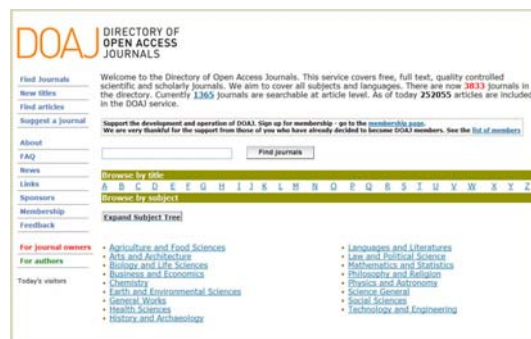 DOAJ DIRECTORY OF
OPEN ACCESS
JOURNALS
Find Journals
New titles
Find articles
Suggest a journal
About
FAQ
News
Links
Sponsors
Membership
Feedback
For journal owners
For authors
Today's visitors
Welcome to the Directory of Open Access Journals. This service covers free, full text, quality controlled
scientific and scholarly journals. We aim to cover all subjects and languages. There are now 3833 journals in
the directory. Currently 1365 journals are searchable at article level. As of today 252055 articles are included
in the DOAJ service.
Support the development and operation of DOAJ. Sign up for membership - go to the membership page.
We are very thankful for the support from those of you who have already decided to become DOAJ members. See the list of members
Find journals
Browse by title
A B C D E F G H I J K L M N O P Q R S T U V W X Y Z
Browse by subject
Expand Subject Tree
• Agriculture and Food Sciences
• Arts and Architecture
• Biology and Life Sciences
• Business and Economics
• Chemistry
• Earth and Environmental Sciences
• General Works
• Health Sciences
• History and Archaeology
• Languages and Literatures
• Law and Political Science
• Mathematics and Statistics
• Philosophy and Religion
• Physics and Astronomy
• Science General
• Social Sciences
• Technology and Engineering